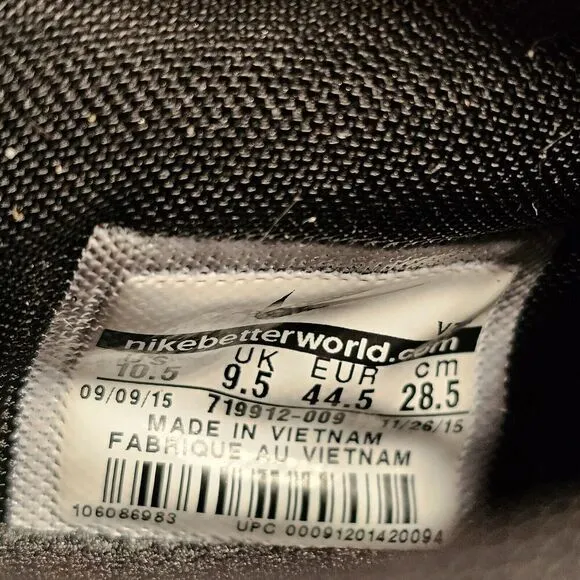 nikebetterworld.com
US UK EUR cm
10.5 9.5 44.5 28.5
09/09/15 719912-009 11/26/15
MADE IN VIETNAM
FABRIQUE AU VIETNAM
106086983 UPC 00091201420094